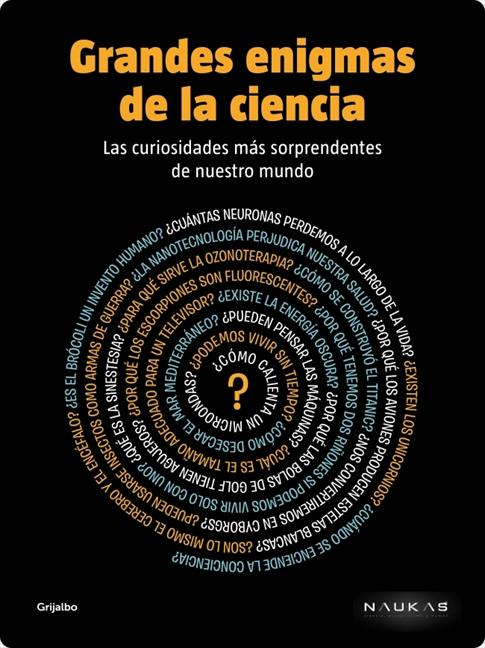 Grandes enigmas
de la ciencia
Las curiosidades más sorprendentes
de nuestro mundo
?
¿CÓMO CALIENTA UN MICROONDAS?
¿PODEMOS VIVIR SIN TIEMPO?
¿CÓMO DESECAR EL MAR MEDITERRÁNEO?
¿PUEDEN PENSAR LAS MÁQUINAS?
¿CUÁL ES EL TAMAÑO ADECUADO PARA UN TELEVISOR?
¿EXISTE LA ENERGÍA OSCURA?
¿POR QUÉ LAS BOLAS DE GOLF TIENEN AGUJEROS?
¿POR QUÉ LOS ESCORPIONES SON FLUORESCENTES?
¿POR QUÉ TENEMOS DOS RIÑONES SI PODEMOS VIVIR SOLO CON UNO?
¿QUÉ ES LA SINESTESIA?
¿PARA QUÉ SIRVE LA OZONOTERAPIA?
¿CÓMO SE CONSTRUYÓ EL TITANIC?
¿NOS CONVERTIREMOS EN CYBORGS?
¿PUEDEN USARSE INSECTOS COMO ARMAS DE GUERRA?
¿LA NANOTECNOLOGÍA PERJUDICA NUESTRA SALUD?
¿POR QUÉ LOS AVIONES PRODUCEN ESTELAS BLANCAS?
¿SON LO MISMO EL CEREBRO Y EL ENCÉFALO?
¿ES EL BRÓCOLI UN INVENTO HUMANO?
¿CUÁNTAS NEURONAS PERDEMOS A LO LARGO DE LA VIDA?
¿EXISTEN LOS UNICORNIOS?
¿CUÁNDO SE ENCIENDE LA CONCIENCIA?
Grijalbo
NAUKAS